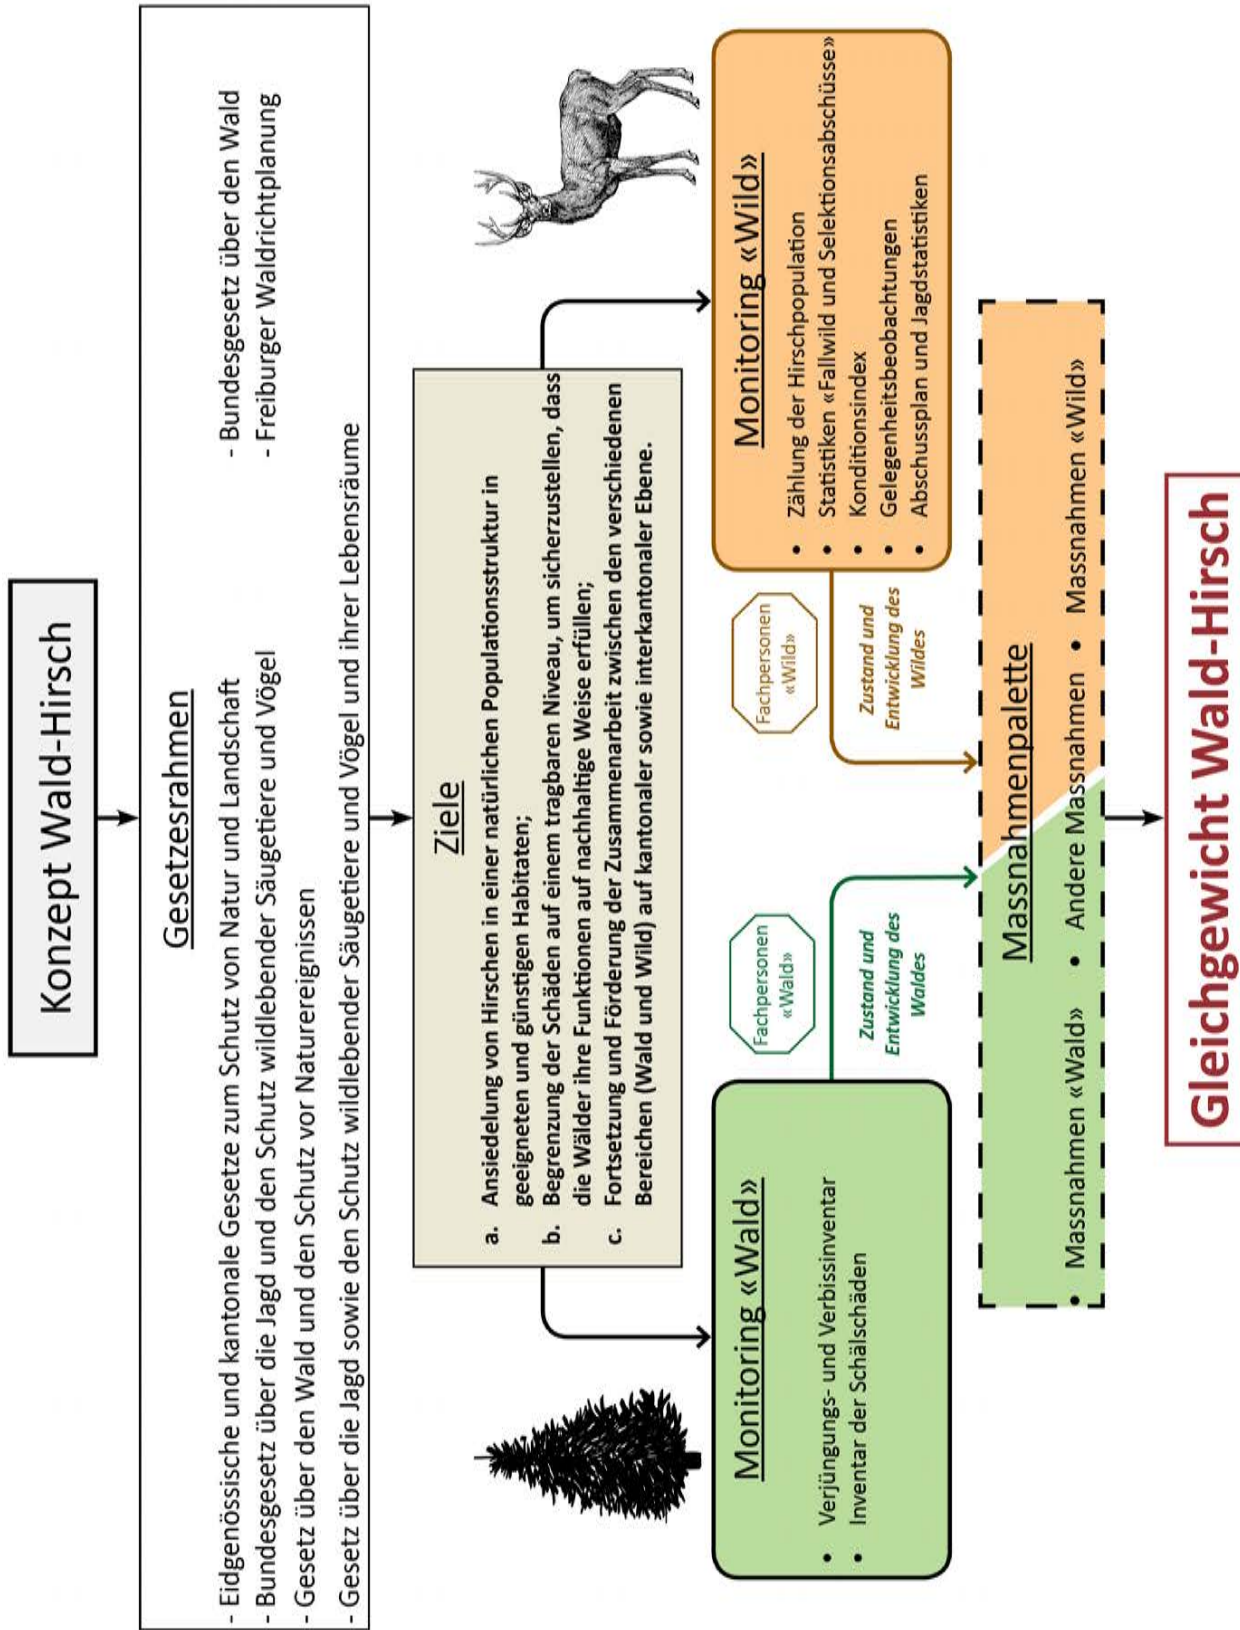 Konzept Wald-Hirsch
Gesetzesrahmen
- Eidgenössische und kantonale Gesetze zum Schutz von Natur und Landschaft
- Bundesgesetz über die Jagd und den Schutz wildlebender Säugetiere und Vögel
- Gesetz über den Wald und den Schutz vor Naturereignissen
- Gesetz über die Jagd sowie den Schutz wildlebender Säugetiere und Vögel und ihrer Lebensräume
- Bundesgesetz über den Wald
- Freiburger Waldrichtplanung
Ziele
a. Ansiedelung von Hirschen in einer natürlichen Populationsstruktur in
geeigneten und günstigen Habitaten;
b. Begrenzung der Schäden auf einem tragbaren Niveau, um sicherzustellen, dass
die Wälder ihre Funktionen auf nachhaltige Weise erfüllen;
c. Fortsetzung und Förderung der Zusammenarbeit zwischen den verschiedenen
Bereichen (Wald und Wild) auf kantonaler sowie interkantonaler Ebene.
Monitoring «Wald»
• Verjüngungs- und Verbissinventar
• Inventar der Schälschäden
Fachpersonen
«Wald»
Zustand und
Entwicklung des
Waldes
Fachpersonen
«Wild»
Zustand und
Entwicklung des
Wildes
Monitoring «Wild»
• Zählung der Hirschpopulation
• Statistiken «Fallwild und Selektionsabschüsse»
• Konditionsindex
• Gelegenheitsbeobachtungen
• Abschussplan und Jagdstatistiken
Massnahmenpalette
• Massnahmen «Wald» • Andere Massnahmen • Massnahmen «Wild»
Gleichgewicht Wald-Hirsch